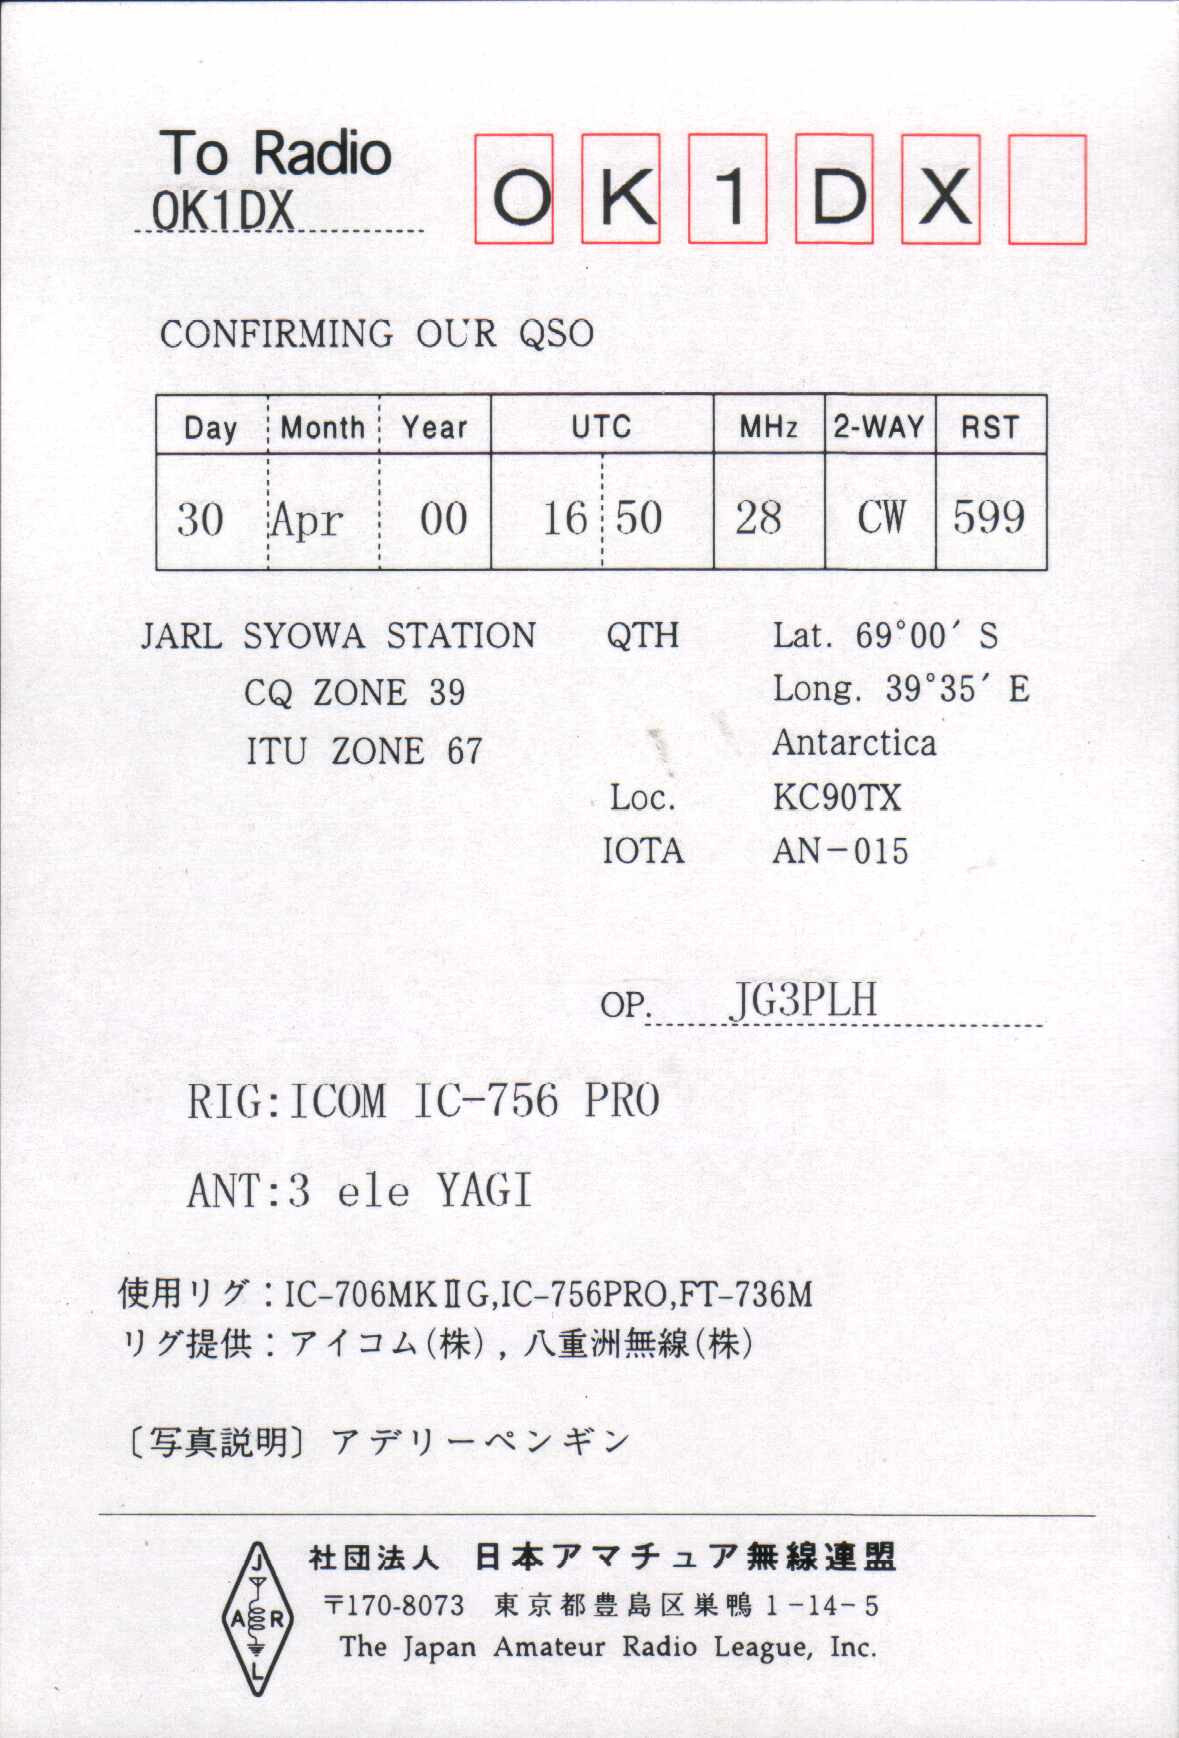 To Radio
OK1DX
O K 1 D X
CONFIRMING OUR QSO
Day Month Year UTC MHz 2-WAY RST
30 Apr 00 16 50 28 CW 599
JARL SYOWA STATION QTH Lat. 69°00′ S
CQ ZONE 39 Long. 39°35′ E
ITU ZONE 67 Antarctica
Loc. KC90TX
IOTA AN-015
OP. JG3PLH
RIG:ICOM IC-756 PRO
ANT:3 ele YAGI
使用リグ：IC-706MKⅡG,IC-756PRO,FT-736M
リグ提供：アイコム(株)，八重洲無線(株)
〔写真説明〕アデリーペンギン
社団法人 日本アマチュア無線連盟
〒170-8073 東京都豊島区巣鴨1-14-5
The Japan Amateur Radio League, Inc.
J
A R
L